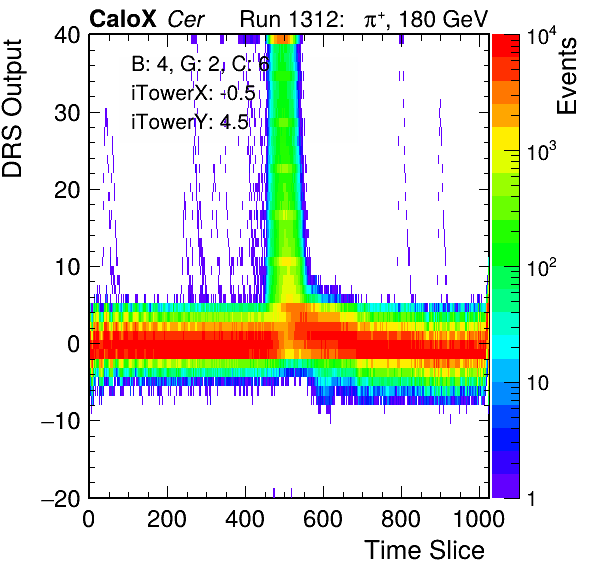 CaloX Cer Run 1312: π⁺, 180 GeV
DRS Output
Events
B: 4, G: 2, C: 6
iTowerX: -0.5
iTowerY: 4.5
40
30
20
10
0
−10
−20
0 200 400 600 800 1000
Time Slice
10⁴
10³
10²
10
1